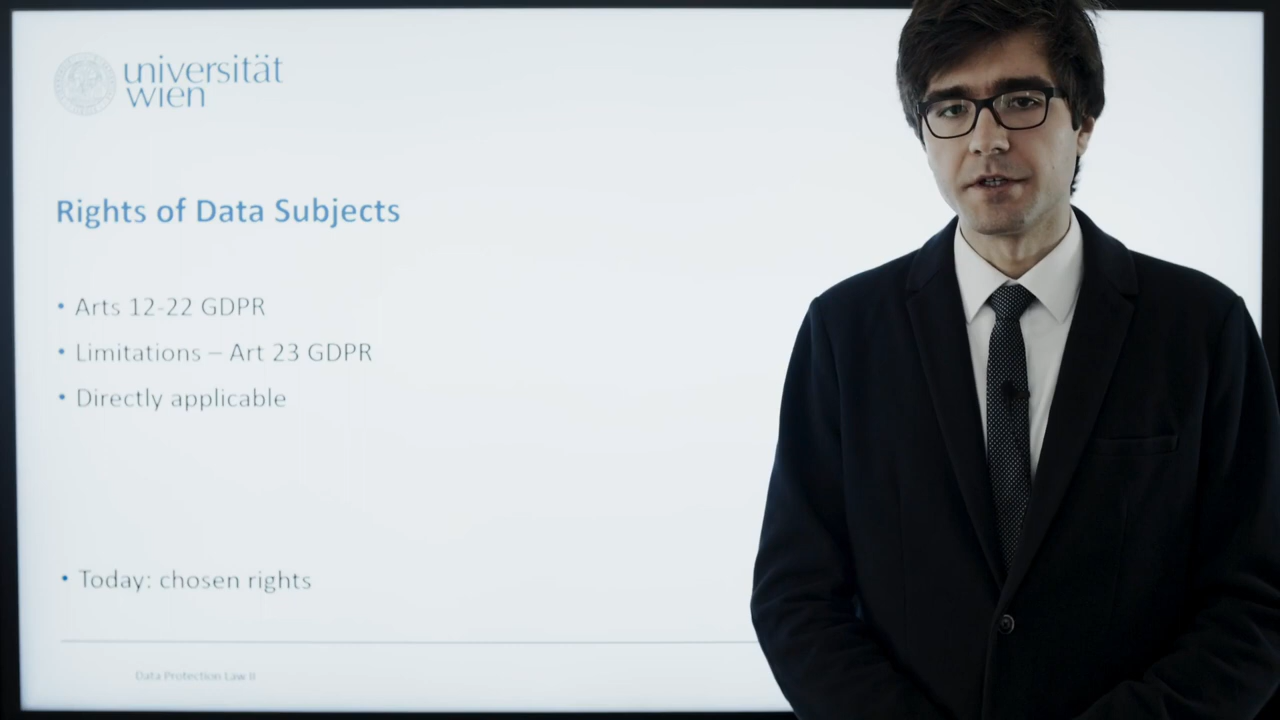 universität
wien
Rights of Data Subjects
• Arts 12-22 GDPR
• Limitations – Art 23 GDPR
• Directly applicable
• Today: chosen rights
Data Protection Law II